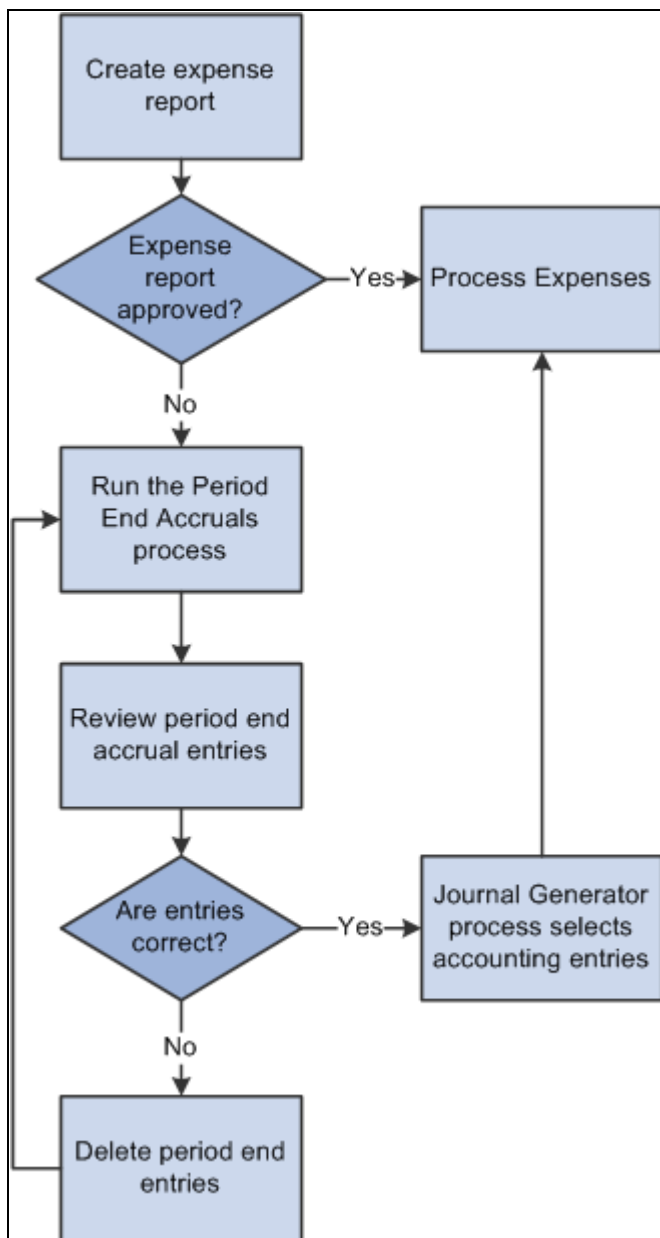 Create expense
report
Expense
report
approved?
Yes
Process Expenses
No
Run the Period
End Accruals
process
Review period end
accrual entries
Are entries
correct?
Yes
Journal Generator
process selects
accounting entries
No
Delete period end
entries